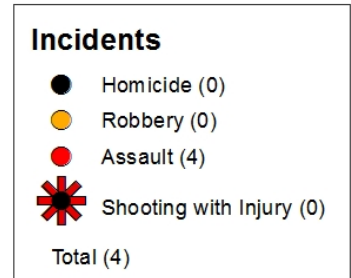 Incidents
Homicide (0)
Robbery (0)
Assault (4)
Shooting with Injury (0)
Total (4)